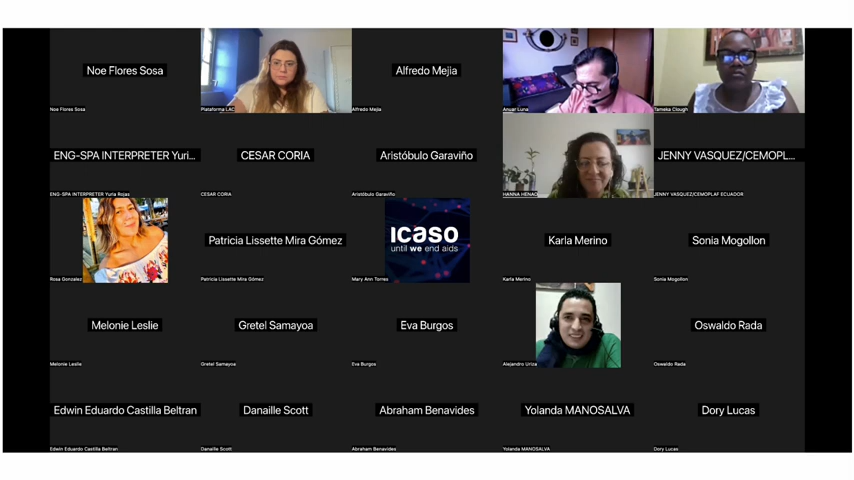 Noe Flores Sosa
Alfredo Mejia
Noe Flores Sosa
Plataforma LAC
Alfredo Mejia
Anuar Luna
Tameka Clough
ENG-SPA INTERPRETER Yuri...
CESAR CORIA
Aristóbulo Garaviño
JENNY VASQUEZ/CEMOPL...
ENG-SPA INTERPRETER Yuria Rojas
CESAR CORIA
Aristóbulo Garaviño
HANNA HENAO
JENNY VASQUEZ/CEMOPLAF ECUADOR
Patricia Lissette Mira Gómez
icaso
until we end aids
Karla Merino
Sonia Mogollon
Rosa Gonzalez
Patricia Lissette Mira Gómez
Mary Ann Torres
Karla Merino
Sonia Mogollon
Melonie Leslie
Gretel Samayoa
Eva Burgos
Oswaldo Rada
Melonie Leslie
Gretel Samayoa
Eva Burgos
Alejandro Urize
Oswaldo Rada
Edwin Eduardo Castilla Beltran
Danaille Scott
Abraham Benavides
Yolanda MANOSALVA
Dory Lucas
Edwin Eduardo Castilla Beltran
Danaille Scott
Abraham Benavides
Yolanda MANOSALVA
Dory Lucas